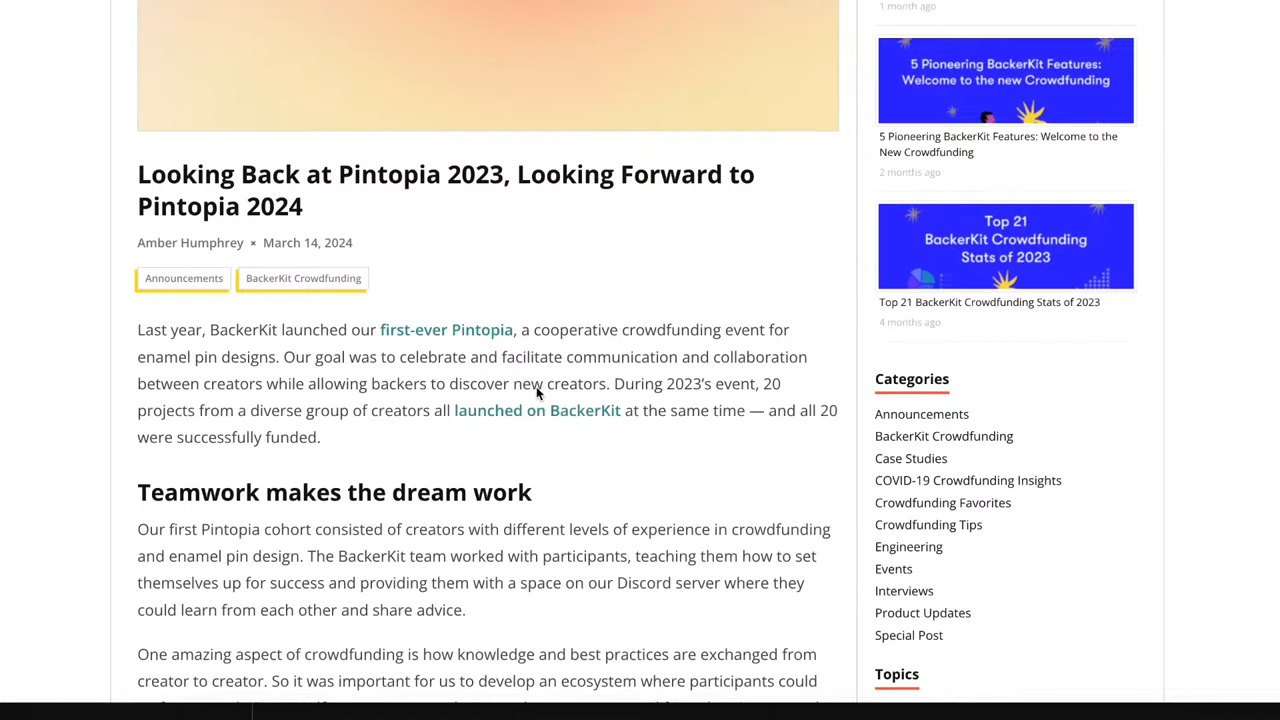 1 month ago
5 Pioneering BackerKit Features:
Welcome to the new Crowdfunding
5 Pioneering BackerKit Features: Welcome to the
New Crowdfunding
2 months ago
Top 21
BackerKit Crowdfunding
Stats of 2023
Top 21 BackerKit Crowdfunding Stats of 2023
4 months ago
Looking Back at Pintopia 2023, Looking Forward to
Pintopia 2024
Amber Humphrey × March 14, 2024
Announcements
BackerKit Crowdfunding
Last year, BackerKit launched our first-ever Pintopia, a cooperative crowdfunding event for
enamel pin designs. Our goal was to celebrate and facilitate communication and collaboration
between creators while allowing backers to discover new creators. During 2023's event, 20
projects from a diverse group of creators all launched on BackerKit at the same time — and all 20
were successfully funded.
Teamwork makes the dream work
Our first Pintopia cohort consisted of creators with different levels of experience in crowdfunding
and enamel pin design. The BackerKit team worked with participants, teaching them how to set
themselves up for success and providing them with a space on our Discord server where they
could learn from each other and share advice.
One amazing aspect of crowdfunding is how knowledge and best practices are exchanged from
creator to creator. So it was important for us to develop an ecosystem where participants could
Categories
Announcements
BackerKit Crowdfunding
Case Studies
COVID-19 Crowdfunding Insights
Crowdfunding Favorites
Crowdfunding Tips
Engineering
Events
Interviews
Product Updates
Special Post
Topics